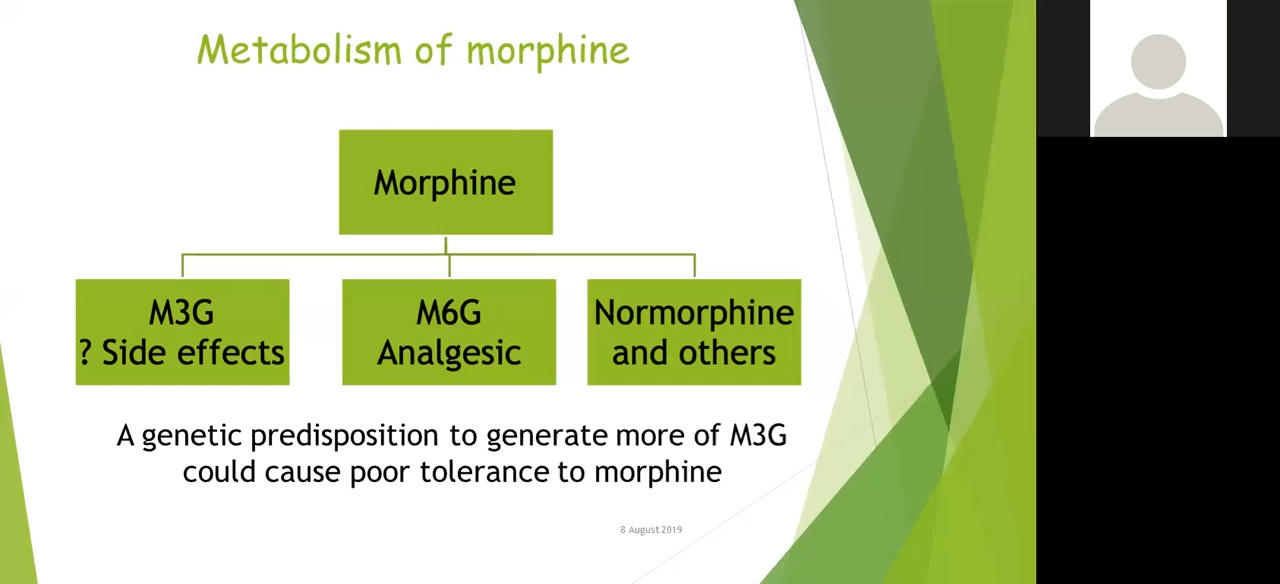 Metabolism of morphine
Morphine
M3G
? Side effects
M6G
Analgesic
Normorphine
and others
A genetic predisposition to generate more of M3G
could cause poor tolerance to morphine
8 August 2019